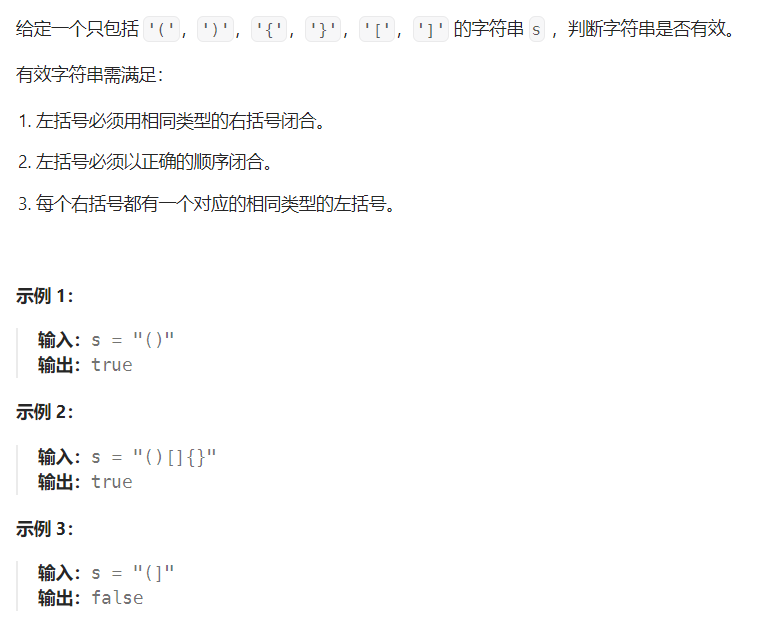 给定一个只包括 '('，')'，'{'，'}'，'['，']' 的字符串 s ，判断字符串是否有效。
有效字符串需满足：
1. 左括号必须用相同类型的右括号闭合。
2. 左括号必须以正确的顺序闭合。
3. 每个右括号都有一个对应的相同类型的左括号。
示例 1：
输入：s = "()"
输出：true
示例 2：
输入：s = "()[]{}"
输出：true
示例 3：
输入：s = "(]"
输出：false